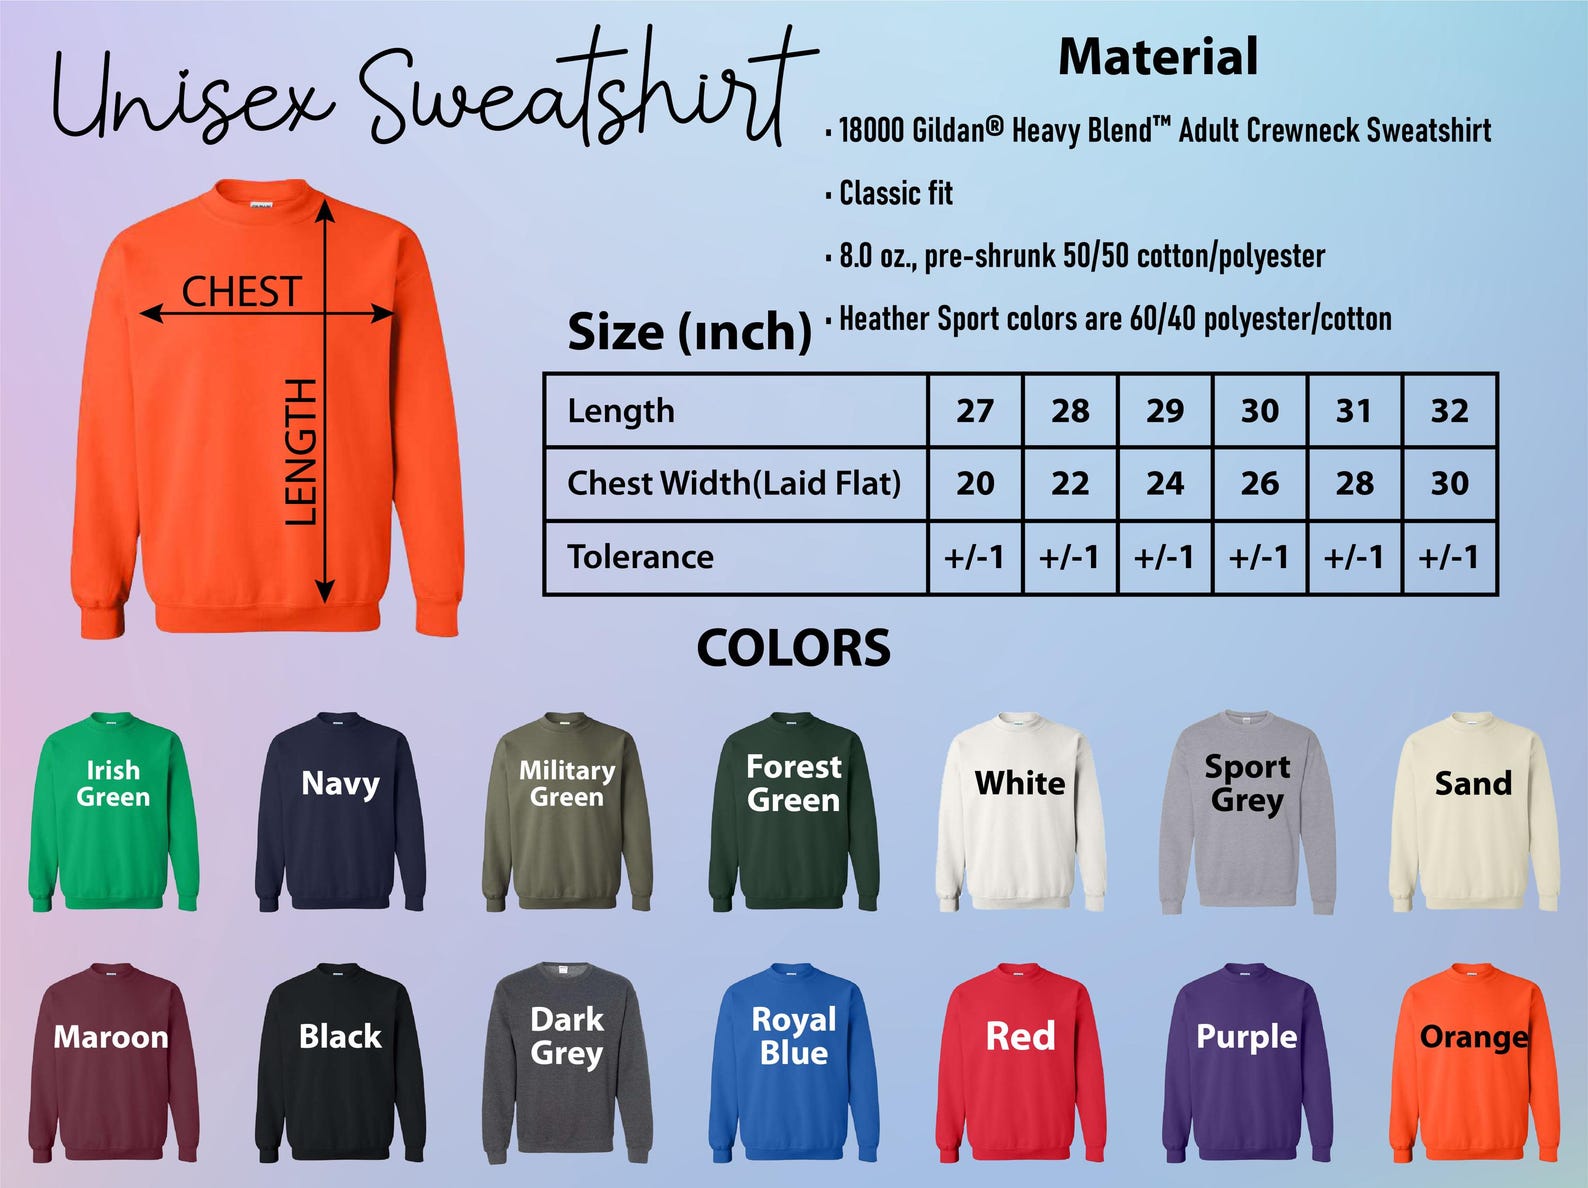 Unisex Sweatshirt
Material
· 18000 Gildan® Heavy Blend™ Adult Crewneck Sweatshirt
· Classic fit
· 8.0 oz., pre-shrunk 50/50 cotton/polyester
· Heather Sport colors are 60/40 polyester/cotton
CHEST
LENGTH
Size (ınch)
Length 27 28 29 30 31 32
Chest Width(Laid Flat) 20 22 24 26 28 30
Tolerance +/-1 +/-1 +/-1 +/-1 +/-1 +/-1
COLORS
Irish
Green
Navy
Military
Green
Forest
Green
White
Sport
Grey
Sand
Maroon
Black
Dark
Grey
Royal
Blue
Red
Purple
Orange